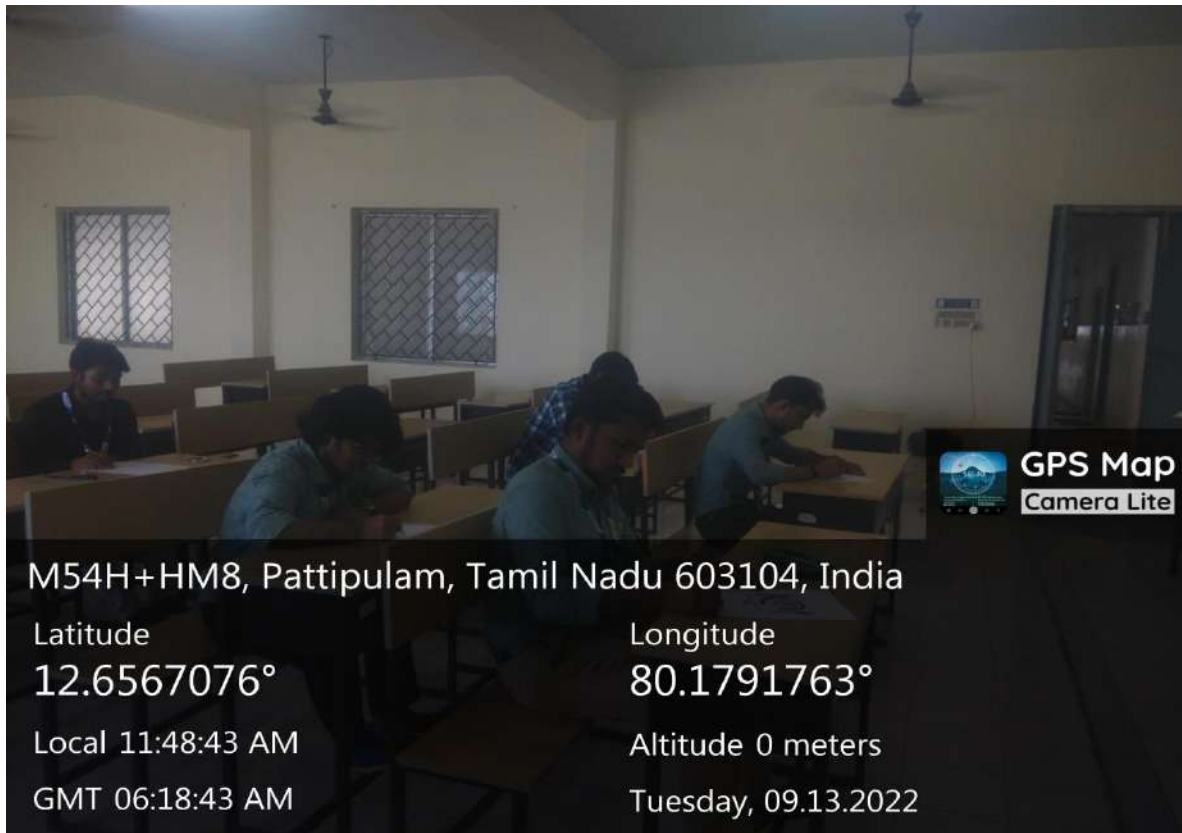 GPS Map
Camera Lite
M54H+HM8, Pattipulam, Tamil Nadu 603104, India
Latitude
12.6567076°
Longitude
80.1791763°
Local 11:48:43 AM
Altitude 0 meters
GMT 06:18:43 AM
Tuesday, 09.13.2022